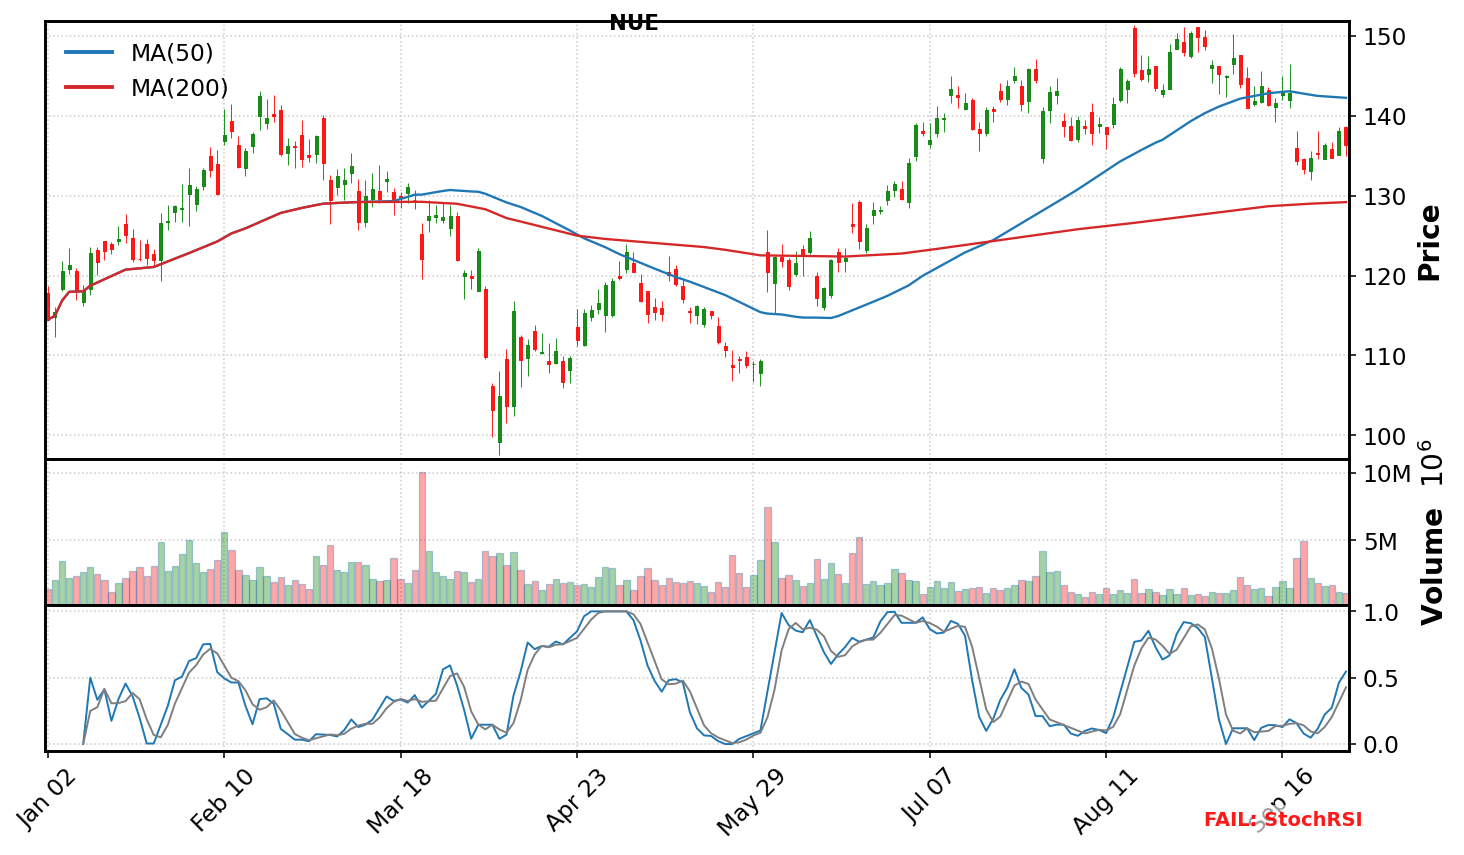 NUE
MA(50)
MA(200)
150
140
130
120
110
100
Price
10M
5M
Volume 10⁶
1.0
0.5
0.0
Jan 02
Feb 10
Mar 18
Apr 23
May 29
Jul 07
Aug 11
Sep 16
FAIL: StochRSI